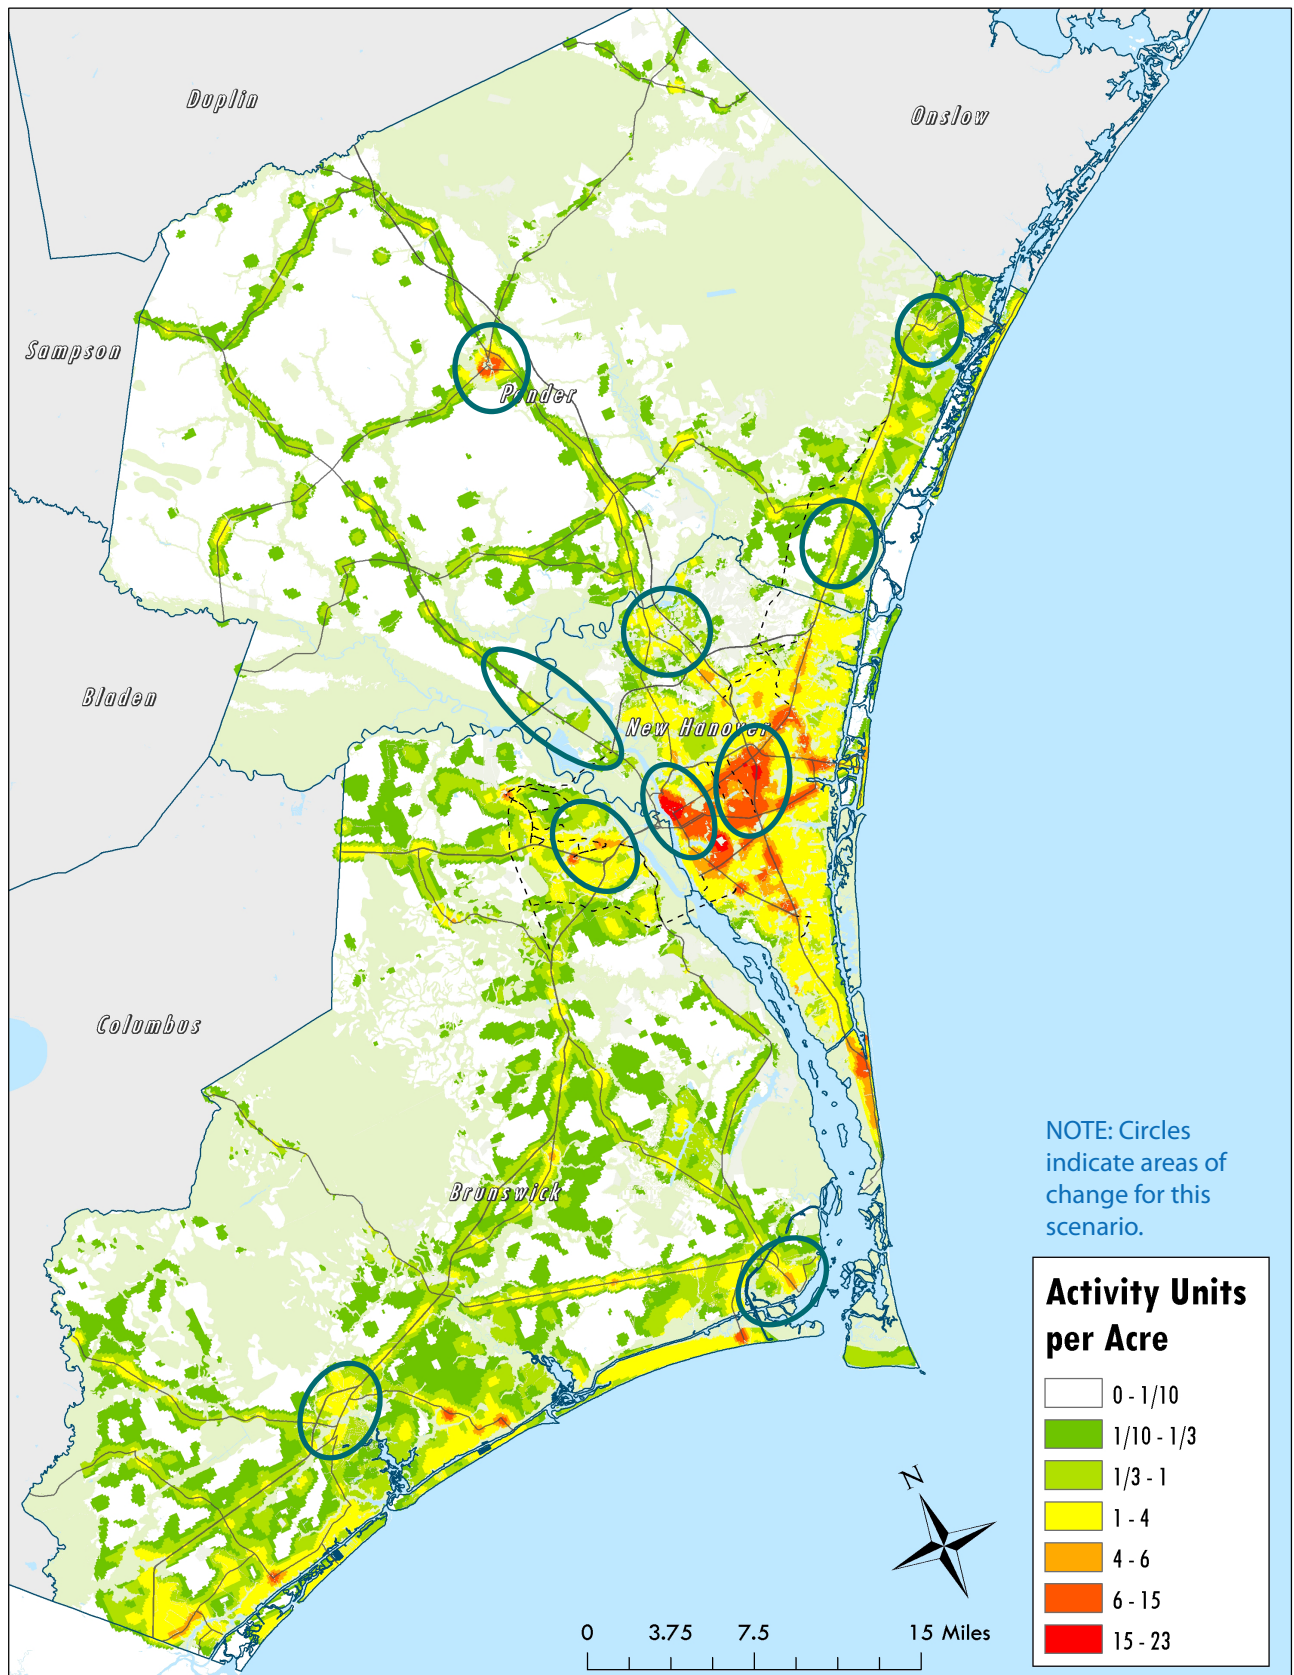 Duplin
Onslow
Sampson
Pender
Bladen
New Hanover
Columbus
Brunswick
NOTE: Circles
indicate areas of
change for this
scenario.
Activity Units
per Acre
0 - 1/10
1/10 - 1/3
1/3 - 1
1 - 4
4 - 6
6 - 15
15 - 23
N
0 3.75 7.5 15 Miles